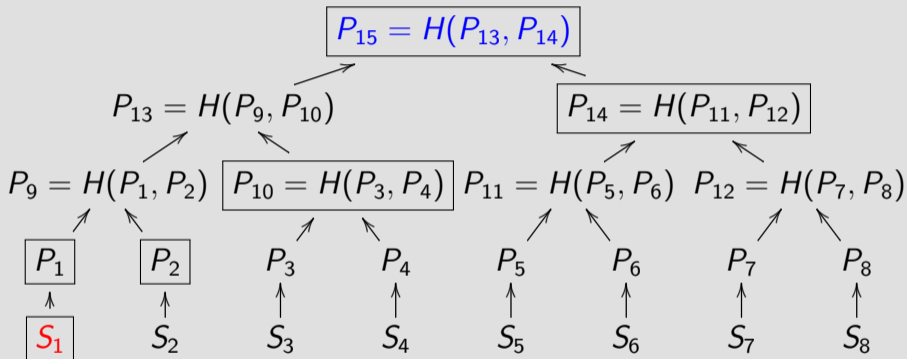 P₁₅ = H(P₁₃, P₁₄)
P₁₃ = H(P₉, P₁₀) P₁₄ = H(P₁₁, P₁₂)
P₉ = H(P₁, P₂) P₁₀ = H(P₃, P₄) P₁₁ = H(P₅, P₆) P₁₂ = H(P₇, P₈)
P₁ P₂ P₃ P₄ P₅ P₆ P₇ P₈
S₁ S₂ S₃ S₄ S₅ S₆ S₇ S₈